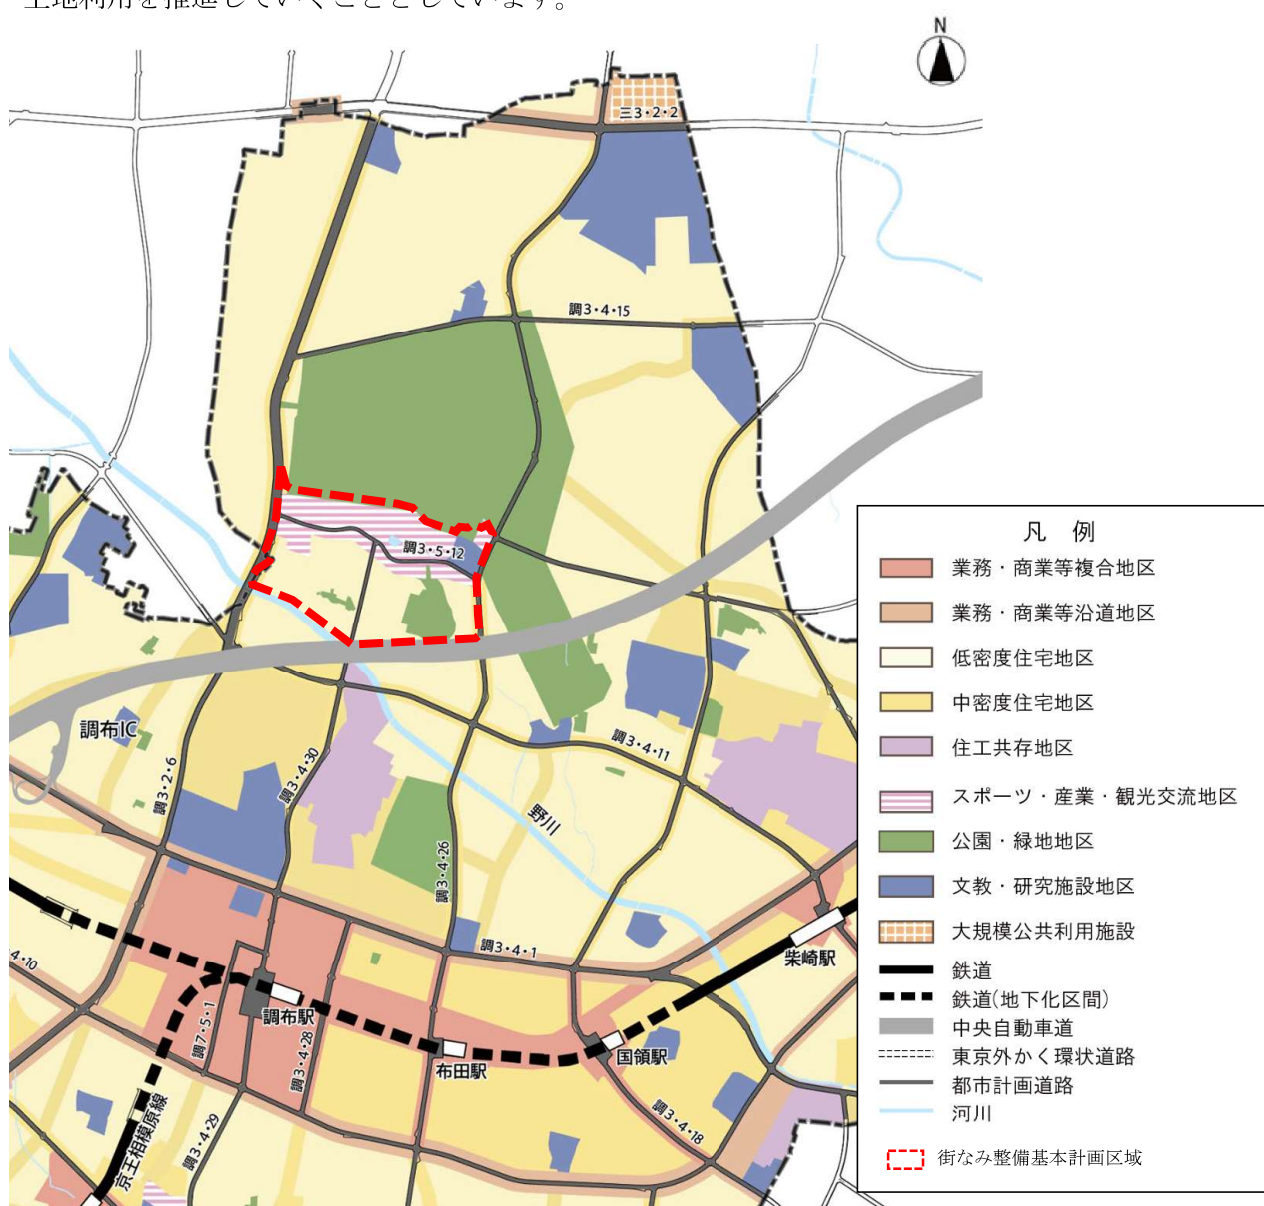 土地利用を推進していくこととしています。
N
三3・2・2
調3・4・15
調3・5・12
調布IC
調3・2・6
調3・4・30
調3・4・11
野川
調3・4・26
調3・4・1
柴崎駅
4・10
調布駅
調7・5・1
調3・4・28
布田駅
国領駅
調3・4・18
京王相模原線
調3・4・29
凡 例
業務・商業等複合地区
業務・商業等沿道地区
低密度住宅地区
中密度住宅地区
住工共存地区
スポーツ・産業・観光交流地区
公園・緑地地区
文教・研究施設地区
大規模公共利用施設
鉄道
鉄道(地下化区間)
中央自動車道
東京外かく環状道路
都市計画道路
河川
街なみ整備基本計画区域